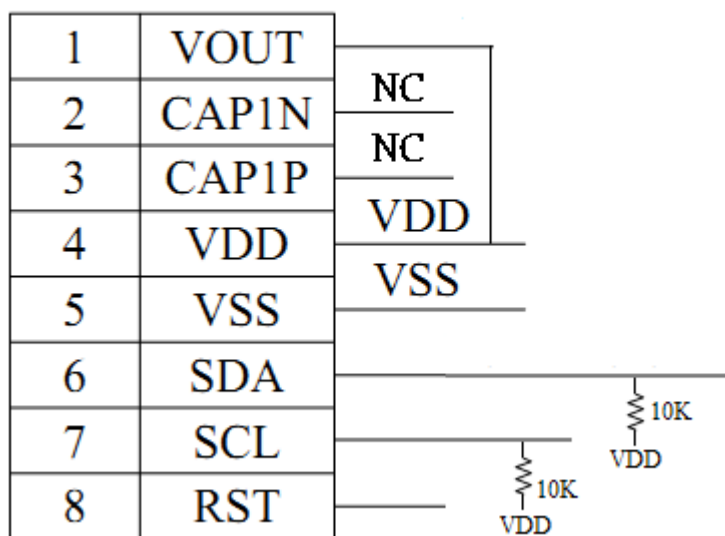 1 VOUT
2 CAP1N NC
3 CAP1P NC
4 VDD VDD
5 VSS VSS
6 SDA
10K
VDD
7 SCL
10K
VDD
8 RST